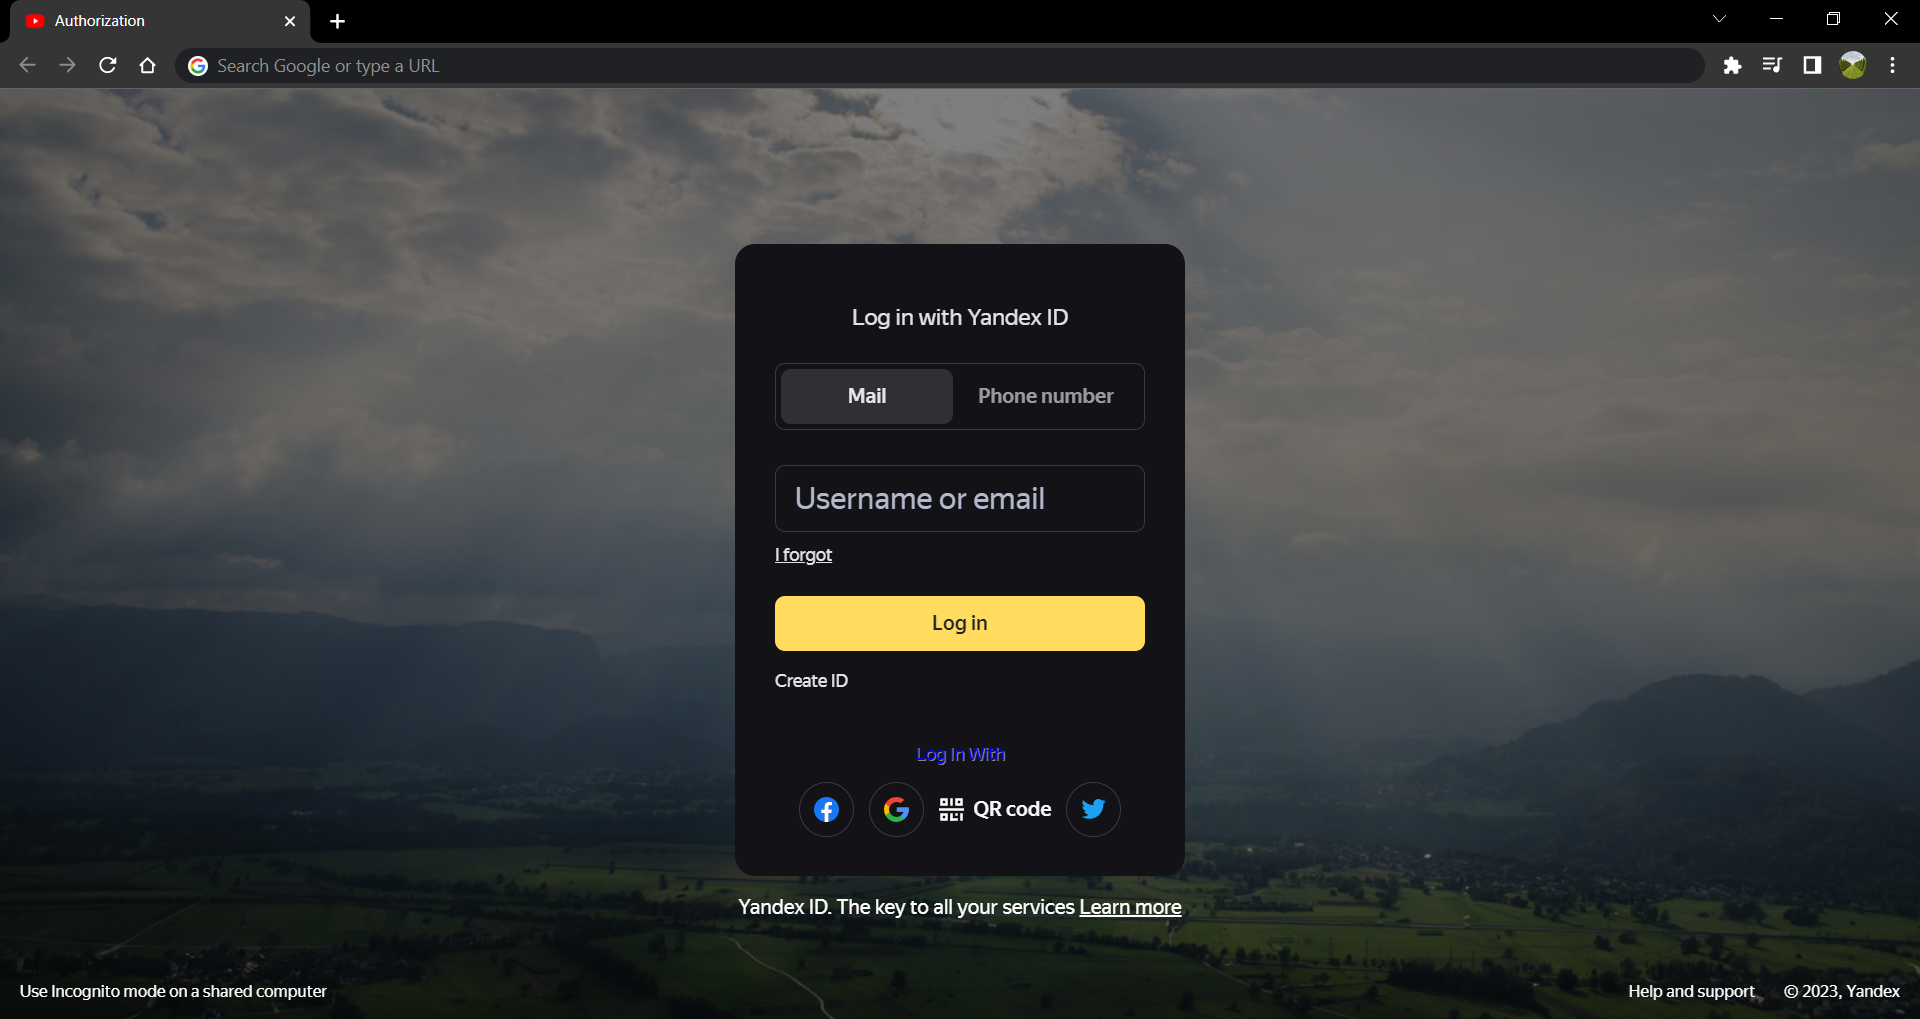 Authorization
Search Google or type a URL
Log in with Yandex ID
Mail
Phone number
Username or email
I forgot
Log in
Create ID
Log In With
QR code
Yandex ID. The key to all your services Learn more
Use Incognito mode on a shared computer
Help and support
© 2023, Yandex